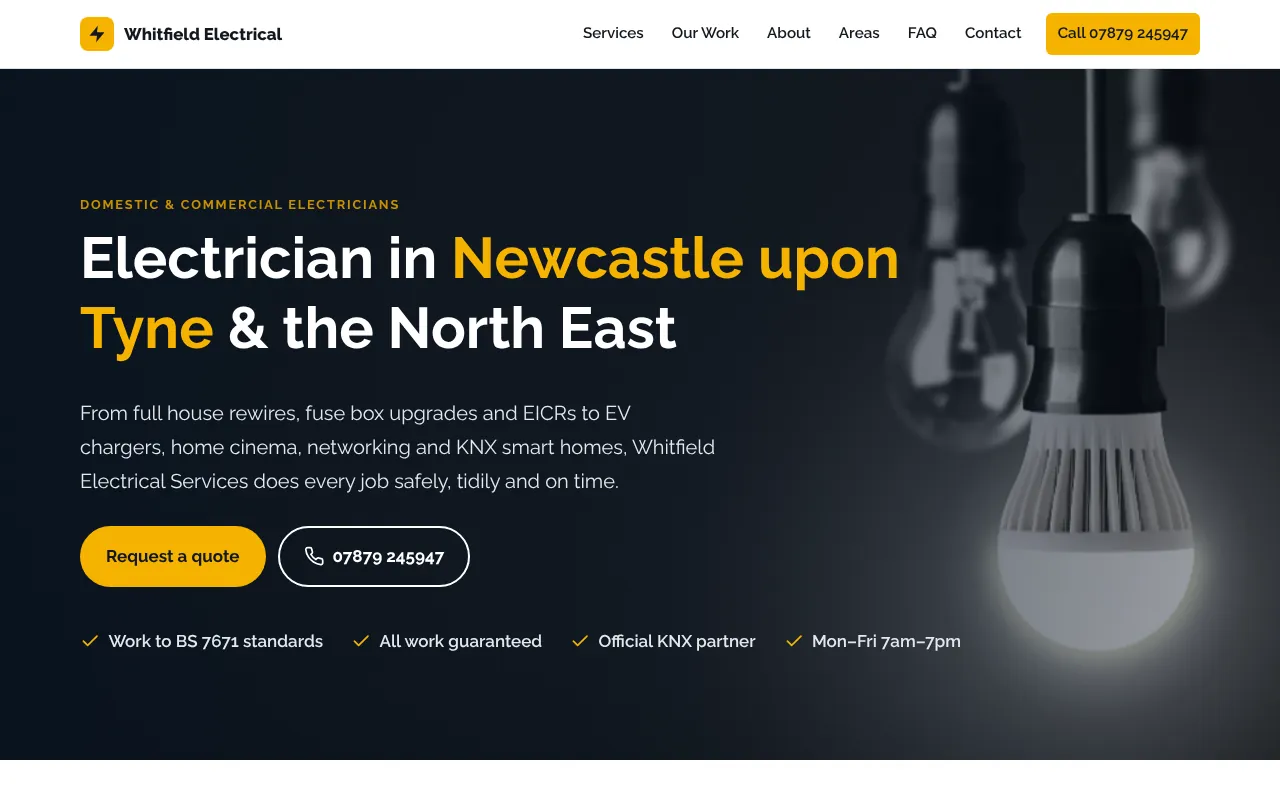 Whitfield Electrical
Services
Our Work
About
Areas
FAQ
Contact
Call 07879 245947
DOMESTIC & COMMERCIAL ELECTRICIANS
Electrician in Newcastle upon
Tyne & the North East
From full house rewires, fuse box upgrades and EICRs to EV
chargers, home cinema, networking and KNX smart homes, Whitfield
Electrical Services does every job safely, tidily and on time.
Request a quote
07879 245947
Work to BS 7671 standards
All work guaranteed
Official KNX partner
Mon–Fri 7am–7pm